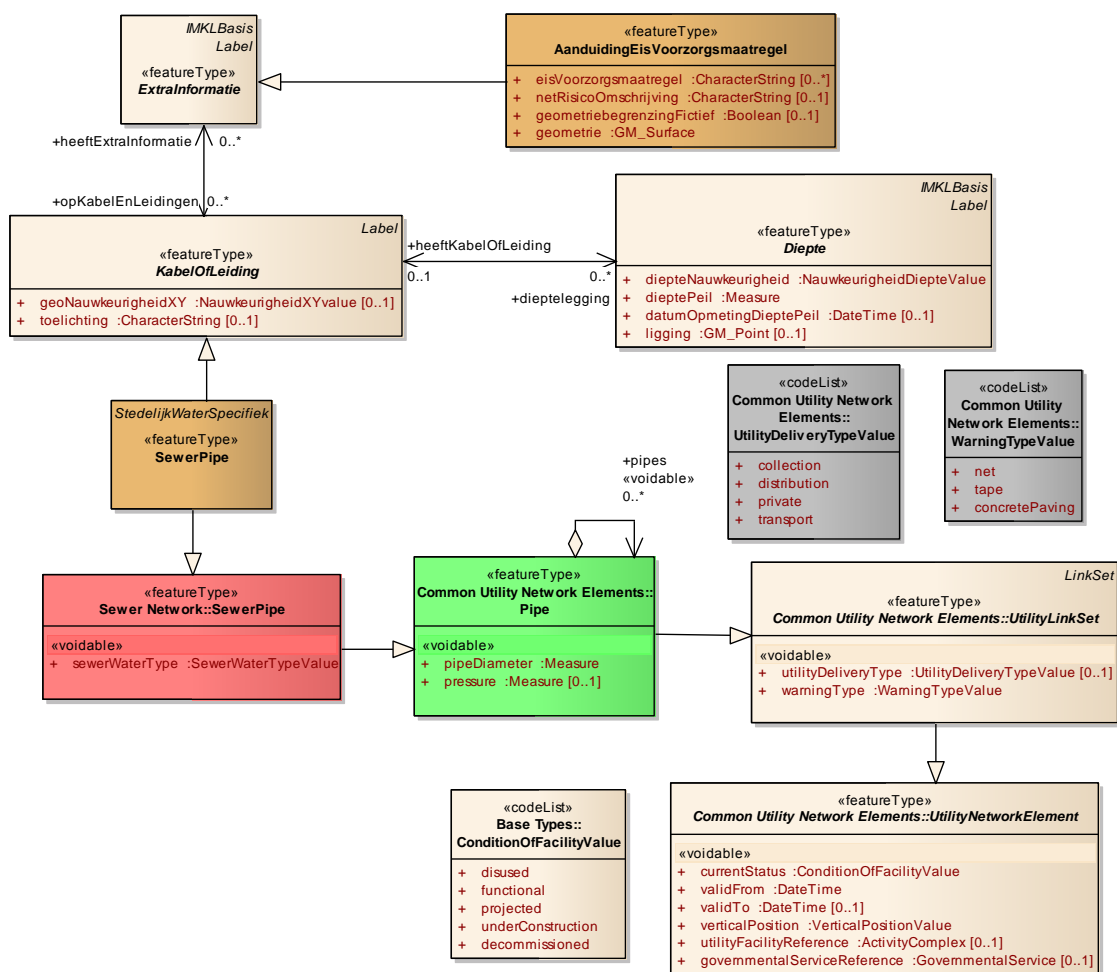 IMKLBasis
Label
«featureType»
ExtraInformatie
«featureType»
AanduidingEisVoorzorgsmaatregel
+ eisVoorzorgsmaatregel :CharacterString [0..*]
+ netRisicoOmschrijving :CharacterString [0..1]
+ geometriebegrenzingFictief :Boolean [0..1]
+ geometrie :GM_Surface
+heeftExtraInformatie 0..*
+opKabelEnLeidingen 0..*
Label
«featureType»
KabelOfLeiding
+ geoNauwkeurigheidXY :NauwkeurigheidXYvalue [0..1]
+ toelichting :CharacterString [0..1]
+heeftKabelOfLeiding
0..1
0..*
+dieptelegging
IMKLBasis
Label
«featureType»
Diepte
+ diepteNauwkeurigheid :NauwkeurigheidDiepteValue
+ dieptePeil :Measure
+ datumOpmetingDieptePeil :DateTime [0..1]
+ ligging :GM_Point [0..1]
StedelijkWaterSpecifiek
«featureType»
SewerPipe
«codeList»
Common Utility Network
Elements::
UtilityDeliveryTypeValue
+ collection
+ distribution
+ private
+ transport
«codeList»
Common Utility
Network Elements::
WarningTypeValue
+ net
+ tape
+ concretePaving
+pipes
«voidable»
0..*
«featureType»
Sewer Network::SewerPipe
«voidable»
+ sewerWaterType :SewerWaterTypeValue
«featureType»
Common Utility Network Elements::
Pipe
«voidable»
+ pipeDiameter :Measure
+ pressure :Measure [0..1]
LinkSet
«featureType»
Common Utility Network Elements::UtilityLinkSet
«voidable»
+ utilityDeliveryType :UtilityDeliveryTypeValue [0..1]
+ warningType :WarningTypeValue
«codeList»
Base Types::
ConditionOfFacilityValue
+ disused
+ functional
+ projected
+ underConstruction
+ decommissioned
«featureType»
Common Utility Network Elements::UtilityNetworkElement
«voidable»
+ currentStatus :ConditionOfFacilityValue
+ validFrom :DateTime
+ validTo :DateTime [0..1]
+ verticalPosition :VerticalPositionValue
+ utilityFacilityReference :ActivityComplex [0..1]
+ governmentalServiceReference :GovernmentalService [0..1]